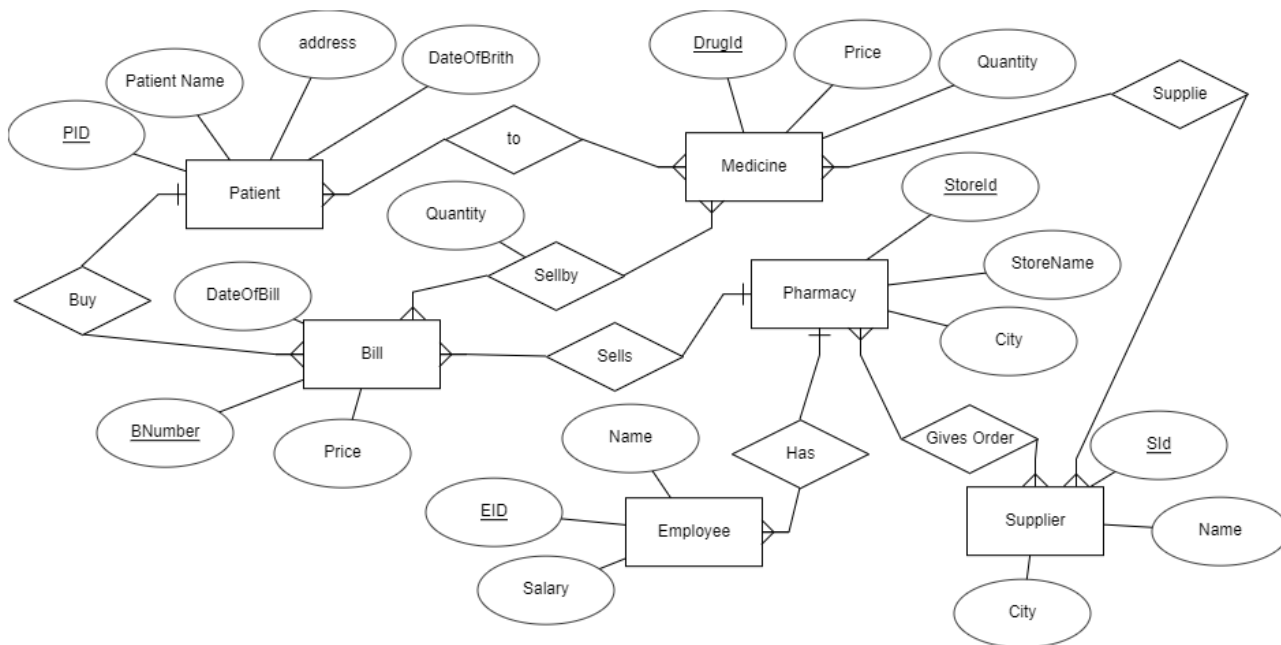 address
DateOfBrith
Patient Name
PID
Patient
to
DrugId
Price
Quantity
Medicine
Supplie
Quantity
Sellby
StoreId
StoreName
City
Pharmacy
Buy
DateOfBill
Bill
Sells
BNumber
Price
Name
Has
Gives Order
SId
EID
Employee
Salary
Supplier
Name
City